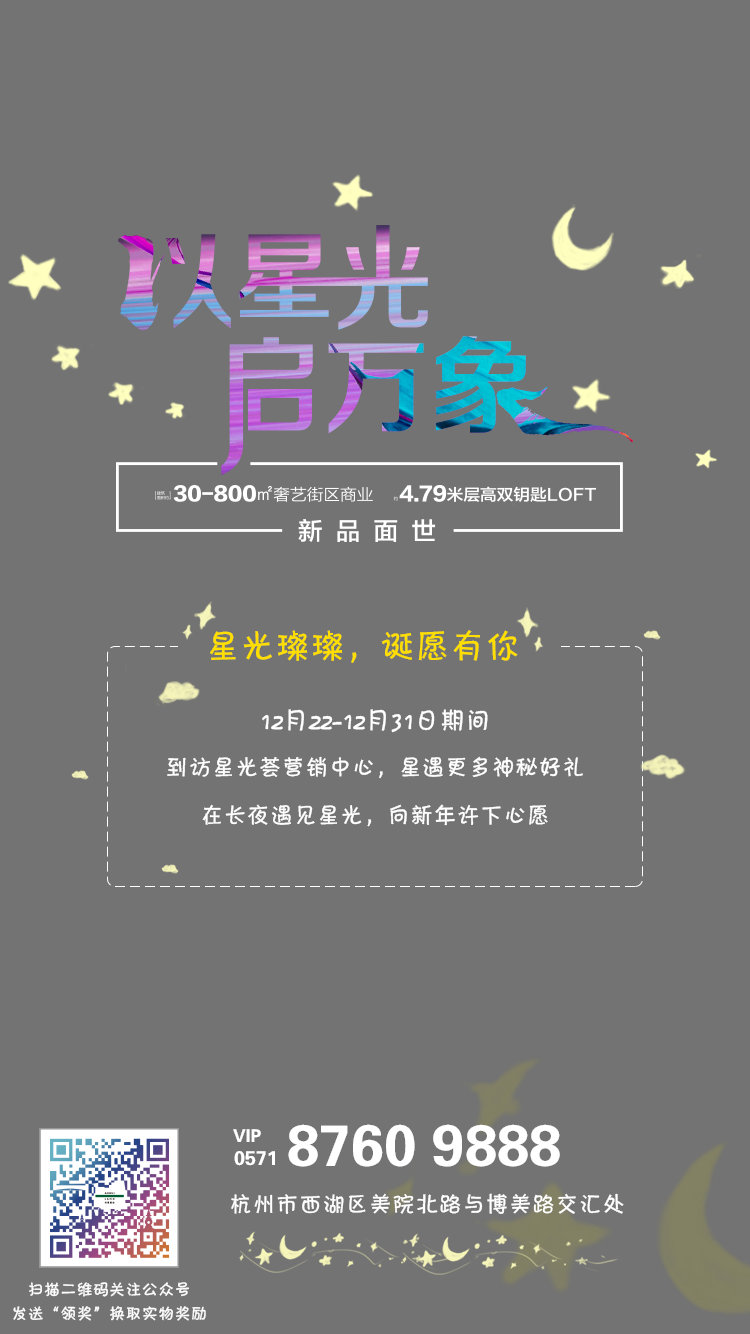 以星光
启万象
30-800㎡奢艺街区商业 4.79米层高双钥匙LOFT
新品面世
星光璨璨，诞愿有你
12月22-12月31日期间
到访星光荟营销中心，星遇更多神秘好礼
在长夜遇见星光，向新年许下心愿
VIP
0571 8760 9888
杭州市西湖区美院北路与博美路交汇处
扫描二维码关注公众号
发送“领奖”换取实物奖励